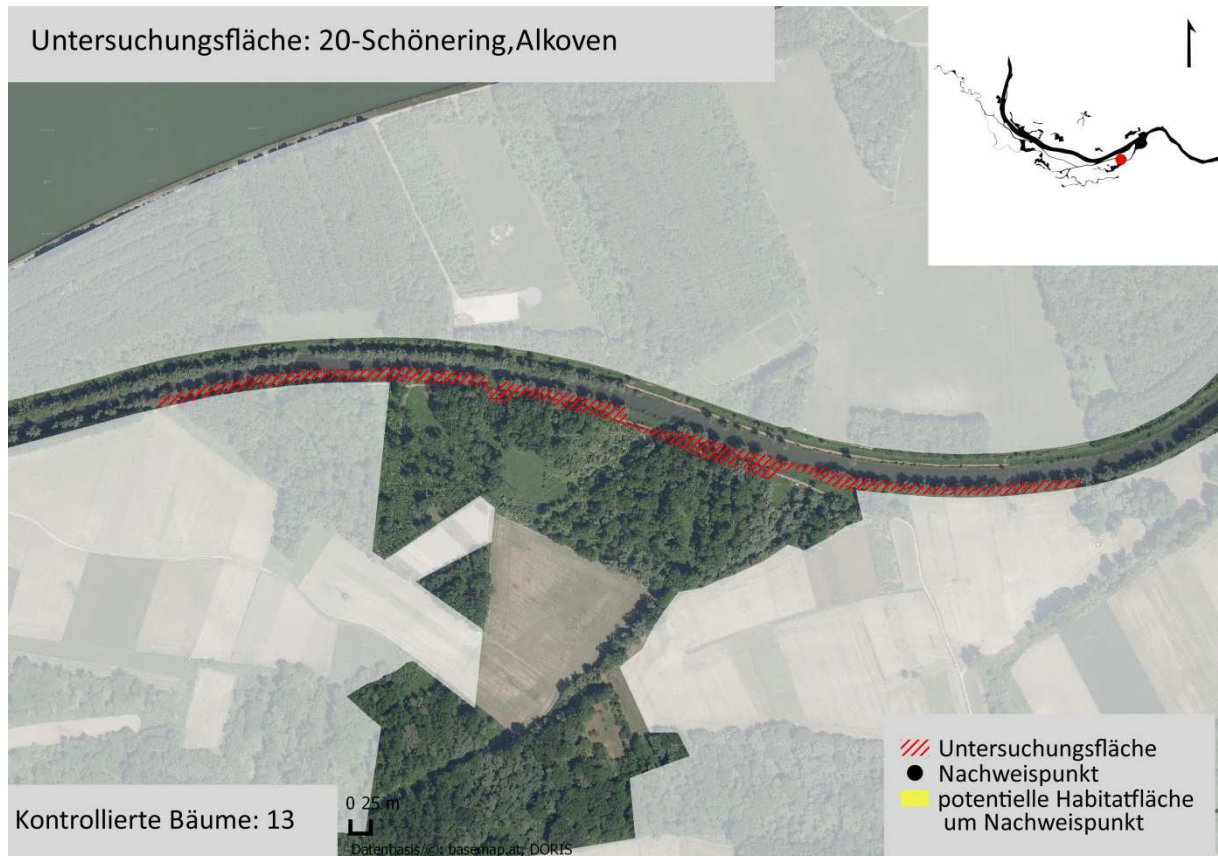 Untersuchungsfläche: 20-Schönering,Alkoven
Untersuchungsfläche
Nachweispunkt
potentielle Habitatfläche
um Nachweispunkt
Kontrollierte Bäume: 13
0 25 m
Datenbasis ©: basemap.at, DORIS